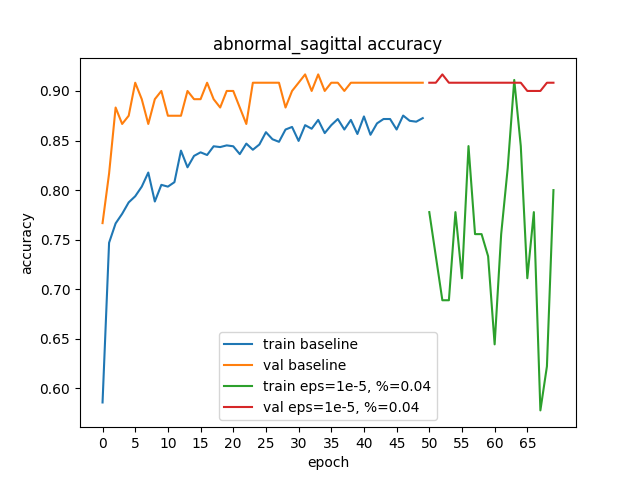 abnormal_sagittal accuracy
accuracy
0.90
0.85
0.80
0.75
0.70
0.65
0.60
train baseline
val baseline
train eps=1e-5, %=0.04
val eps=1e-5, %=0.04
0 5 10 15 20 25 30 35 40 45 50 55 60 65
epoch